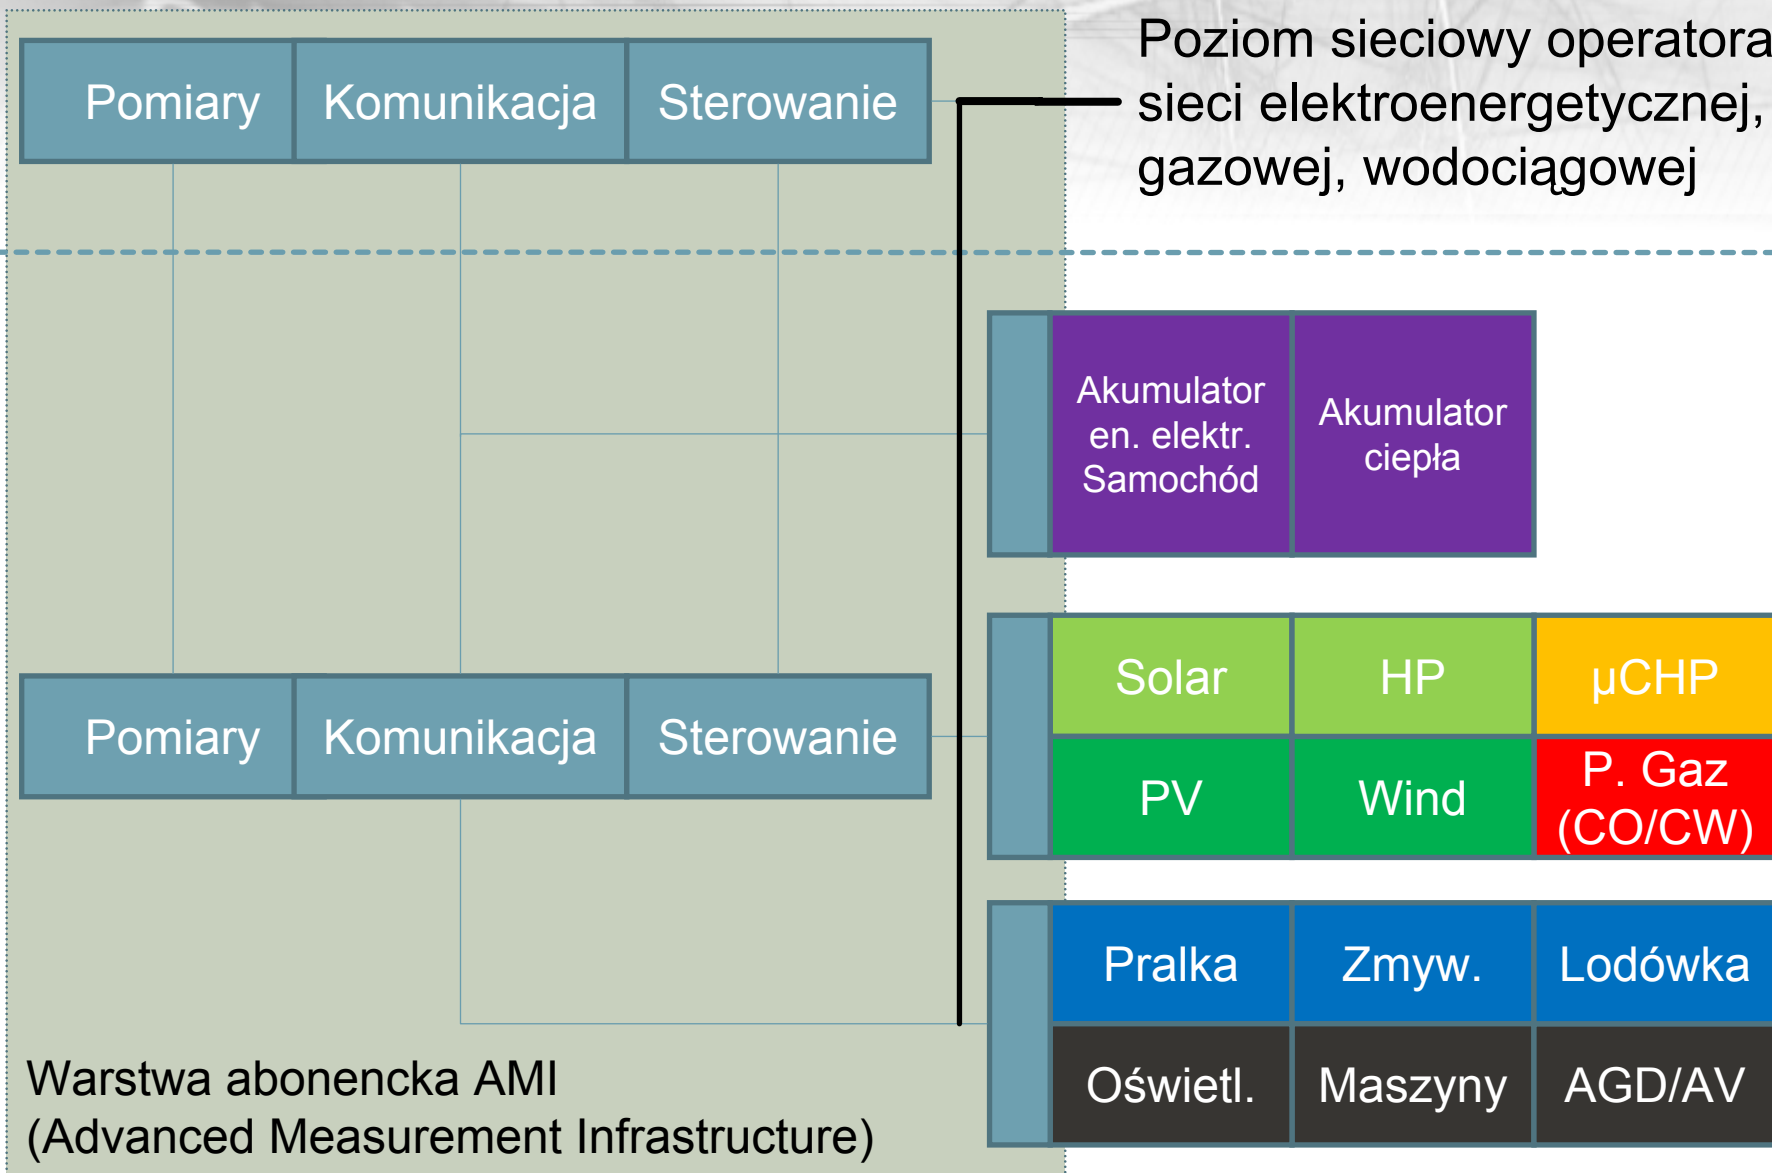 Poziom sieciowy operatora
sieci elektroenergetycznej,
gazowej, wodociągowej
Pomiary
Komunikacja
Sterowanie
Akumulator
en. elektr.
Samochód
Akumulator
ciepła
Pomiary
Komunikacja
Sterowanie
Solar
HP
µCHP
PV
Wind
P. Gaz
(CO/CW)
Pralka
Zmyw.
Lodówka
Oświetl.
Maszyny
AGD/AV
Warstwa abonencka AMI
(Advanced Measurement Infrastructure)